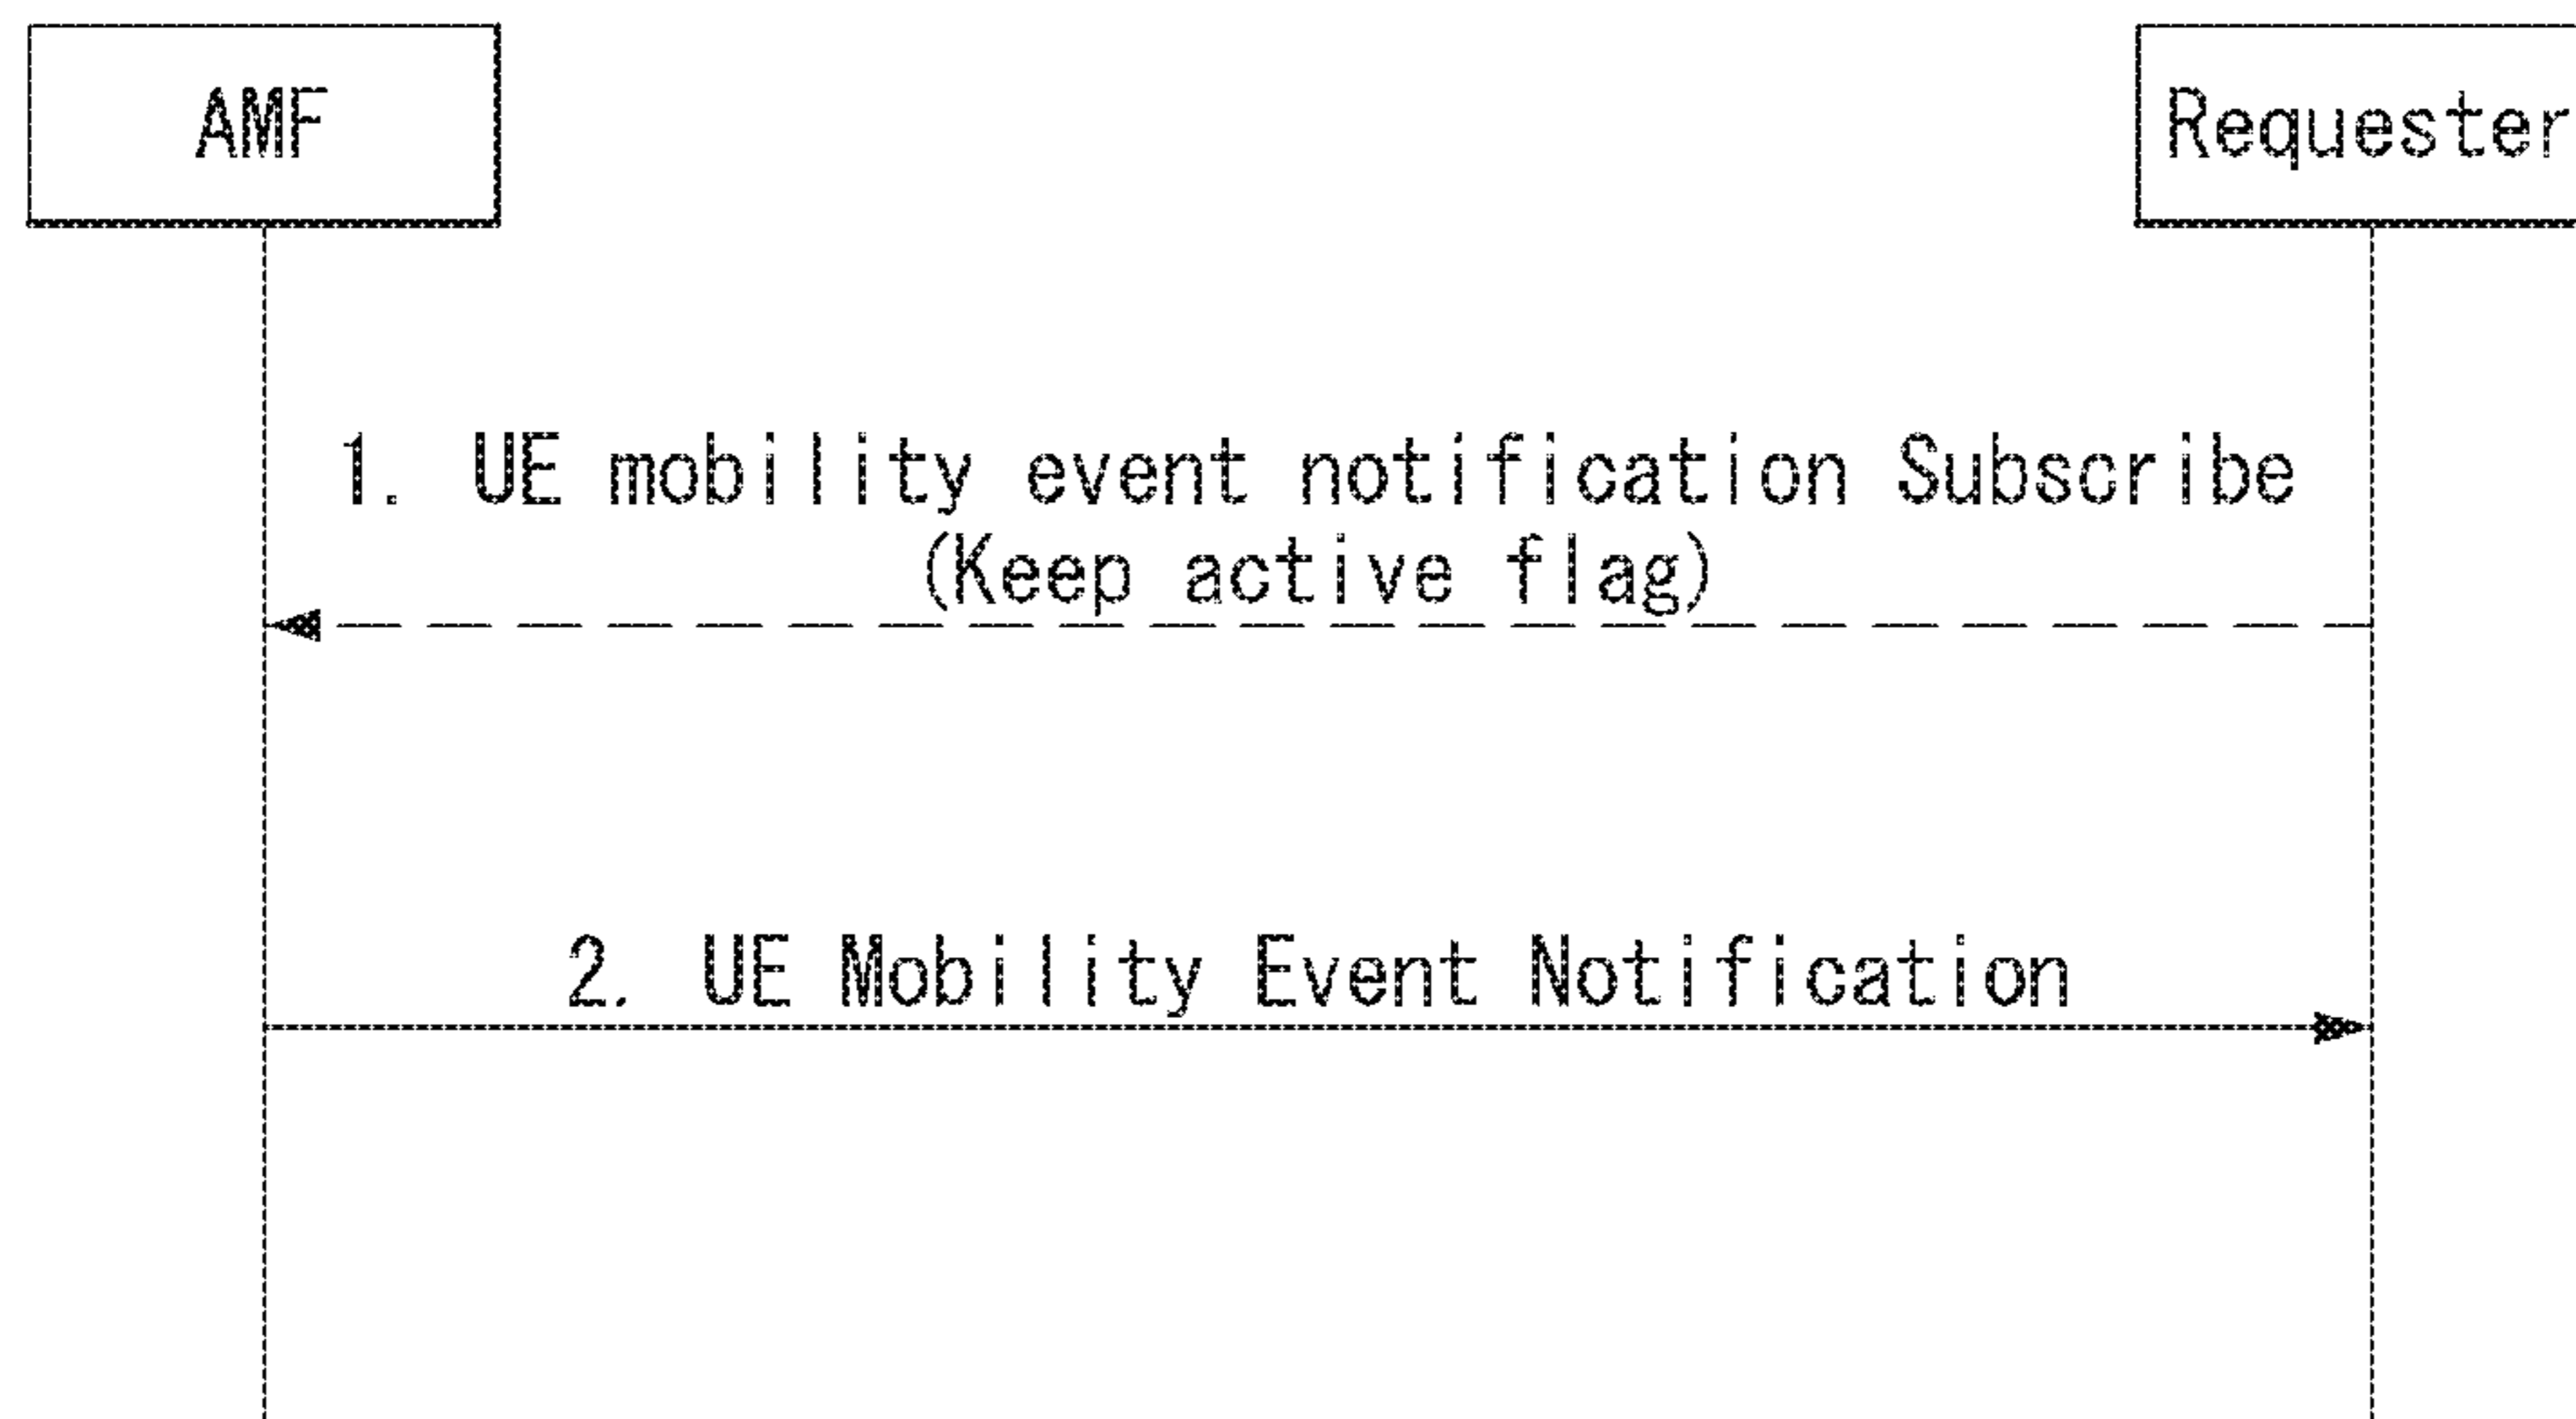 AMF
Requester
1. UE mobility event notification Subscribe
(Keep active flag)
2. UE Mobility Event Notification